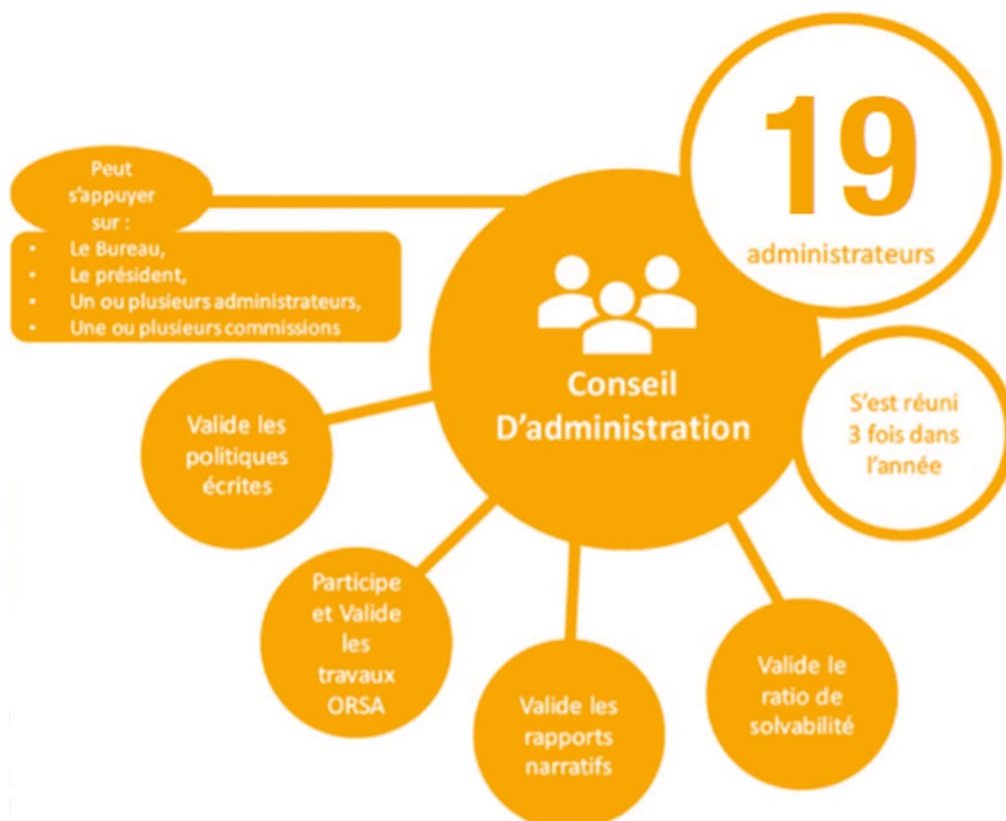 19
administrateurs
Peut
s'appuyer
sur :
• Le Bureau,
• Le président,
• Un ou plusieurs administrateurs,
• Une ou plusieurs commissions
Conseil
D'administration
S'est réuni
3 fois dans
l'année
Valide les
politiques
écrites
Participe
et Valide
les
travaux
ORSA
Valide les
rapports
narratifs
Valide le
ratio de
solvabilité